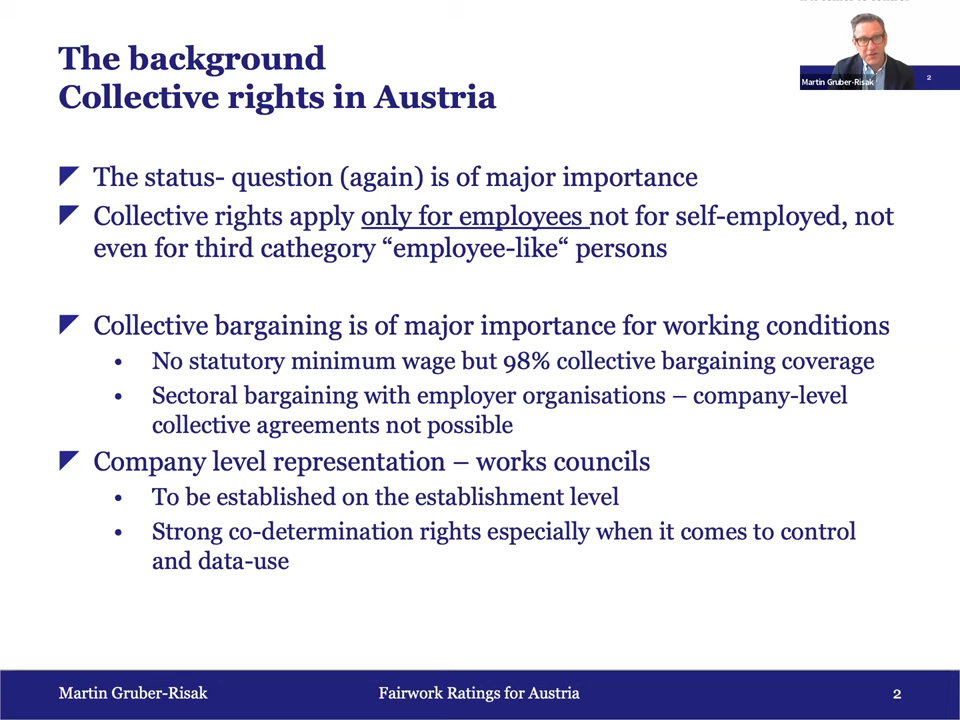 The background
Collective rights in Austria
Martin Gruber-Risak
2
The status- question (again) is of major importance
Collective rights apply only for employees not for self-employed, not
even for third cathegory “employee-like“ persons
Collective bargaining is of major importance for working conditions
• No statutory minimum wage but 98% collective bargaining coverage
• Sectoral bargaining with employer organisations – company-level
collective agreements not possible
Company level representation – works councils
• To be established on the establishment level
• Strong co-determination rights especially when it comes to control
and data-use
Martin Gruber-Risak Fairwork Ratings for Austria 2